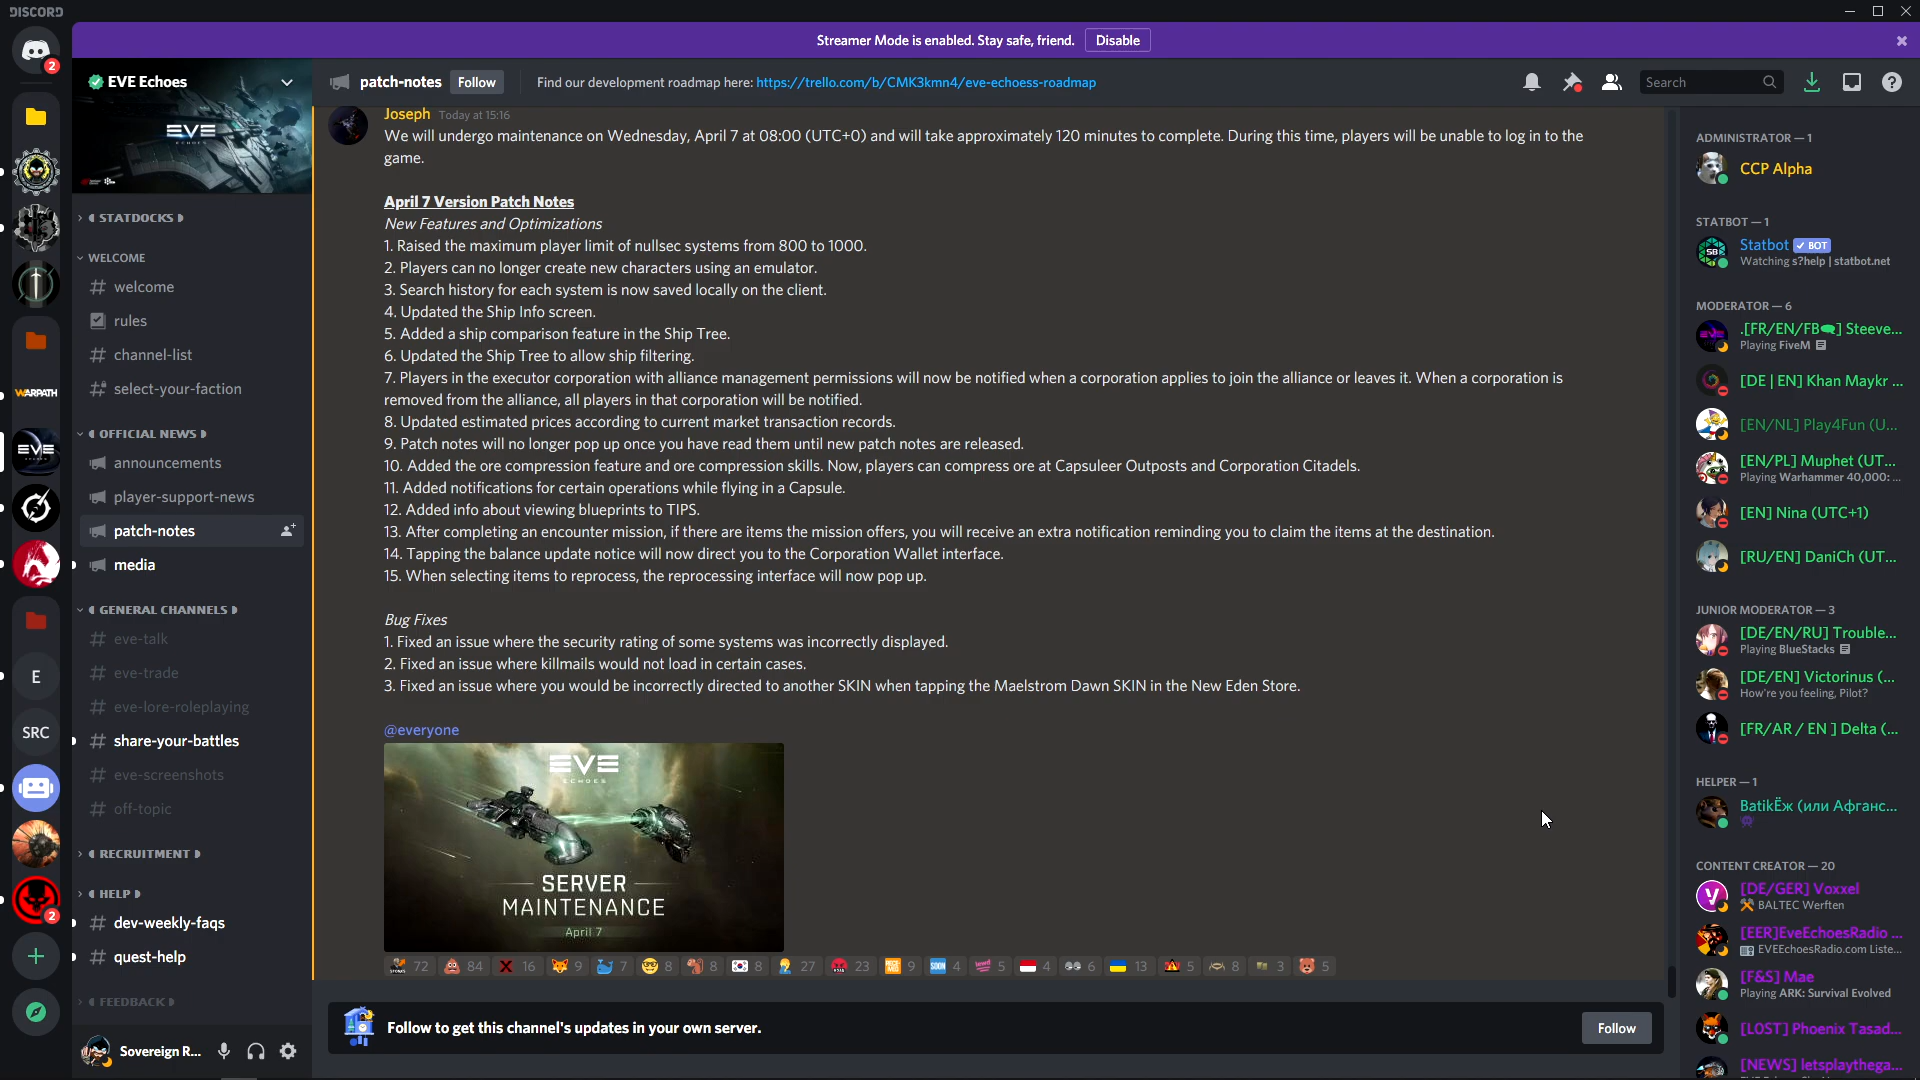 DISCORD
Streamer Mode is enabled. Stay safe, friend. Disable
2
EVE Echoes
EVE
ECHOES
STATDOCKS
WELCOME
welcome
rules
channel-list
select-your-faction
OFFICIAL NEWS
announcements
player-support-news
patch-notes
media
GENERAL CHANNELS
eve-talk
eve-trade
eve-lore-roleplaying
share-your-battles
eve-screenshots
off-topic
RECRUITMENT
HELP
dev-weekly-faqs
quest-help
FEEDBACK
Sovereign R...
WARPATH
EVE
E
SRC
2
patch-notes Follow Find our development roadmap here: https://trello.com/b/CMK3kmn4/eve-echoess-roadmap
Search
Joseph Today at 15:16
We will undergo maintenance on Wednesday, April 7 at 08:00 (UTC+0) and will take approximately 120 minutes to complete. During this time, players will be unable to log in to the
game.
April 7 Version Patch Notes
New Features and Optimizations
1. Raised the maximum player limit of nullsec systems from 800 to 1000.
2. Players can no longer create new characters using an emulator.
3. Search history for each system is now saved locally on the client.
4. Updated the Ship Info screen.
5. Added a ship comparison feature in the Ship Tree.
6. Updated the Ship Tree to allow ship filtering.
7. Players in the executor corporation with alliance management permissions will now be notified when a corporation applies to join the alliance or leaves it. When a corporation is
removed from the alliance, all players in that corporation will be notified.
8. Updated estimated prices according to current market transaction records.
9. Patch notes will no longer pop up once you have read them until new patch notes are released.
10. Added the ore compression feature and ore compression skills. Now, players can compress ore at Capsuleer Outposts and Corporation Citadels.
11. Added notifications for certain operations while flying in a Capsule.
12. Added info about viewing blueprints to TIPS.
13. After completing an encounter mission, if there are items the mission offers, you will receive an extra notification reminding you to claim the items at the destination.
14. Tapping the balance update notice will now direct you to the Corporation Wallet interface.
15. When selecting items to reprocess, the reprocessing interface will now pop up.
Bug Fixes
1. Fixed an issue where the security rating of some systems was incorrectly displayed.
2. Fixed an issue where killmails would not load in certain cases.
3. Fixed an issue where you would be incorrectly directed to another SKIN when tapping the Maelstrom Dawn SKIN in the New Eden Store.
@everyone
EVE
ECHOES
SERVER
MAINTENANCE
April 7
72 84 16 9 7 8 8 8 27 23 9 SOON 4 5 4 6 13 5 8 3 5
Follow to get this channel's updates in your own server. Follow
ADMINISTRATOR — 1
CCP Alpha
STATBOT — 1
SB
Statbot BOT
Watching s?help | statbot.net
MODERATOR — 6
.[FR/EN/FB] Steeve...
Playing FiveM
[DE | EN] Khan Maykr ...
[EN/NL] Play4Fun (U...
[EN/PL] Muphet (UT...
Playing Warhammer 40,000: ...
[EN] Nina (UTC+1)
[RU/EN] DaniCh (UT...
JUNIOR MODERATOR — 3
[DE/EN/RU] Trouble...
Playing BlueStacks
[DE/EN] Victorinus (...
How're you feeling, Pilot?
[FR/AR / EN ] Delta (...
HELPER — 1
BatikЁж (или Афганс...
CONTENT CREATOR — 20
[DE/GER] Voxxel
BALTEC Werften
[EER]EveEchoesRadio ...
EVEEchoesRadio.com Liste...
[F&S] Mae
Playing ARK: Survival Evolved
[LOST] Phoenix Tasad...
[NEWS] letsplaythega...